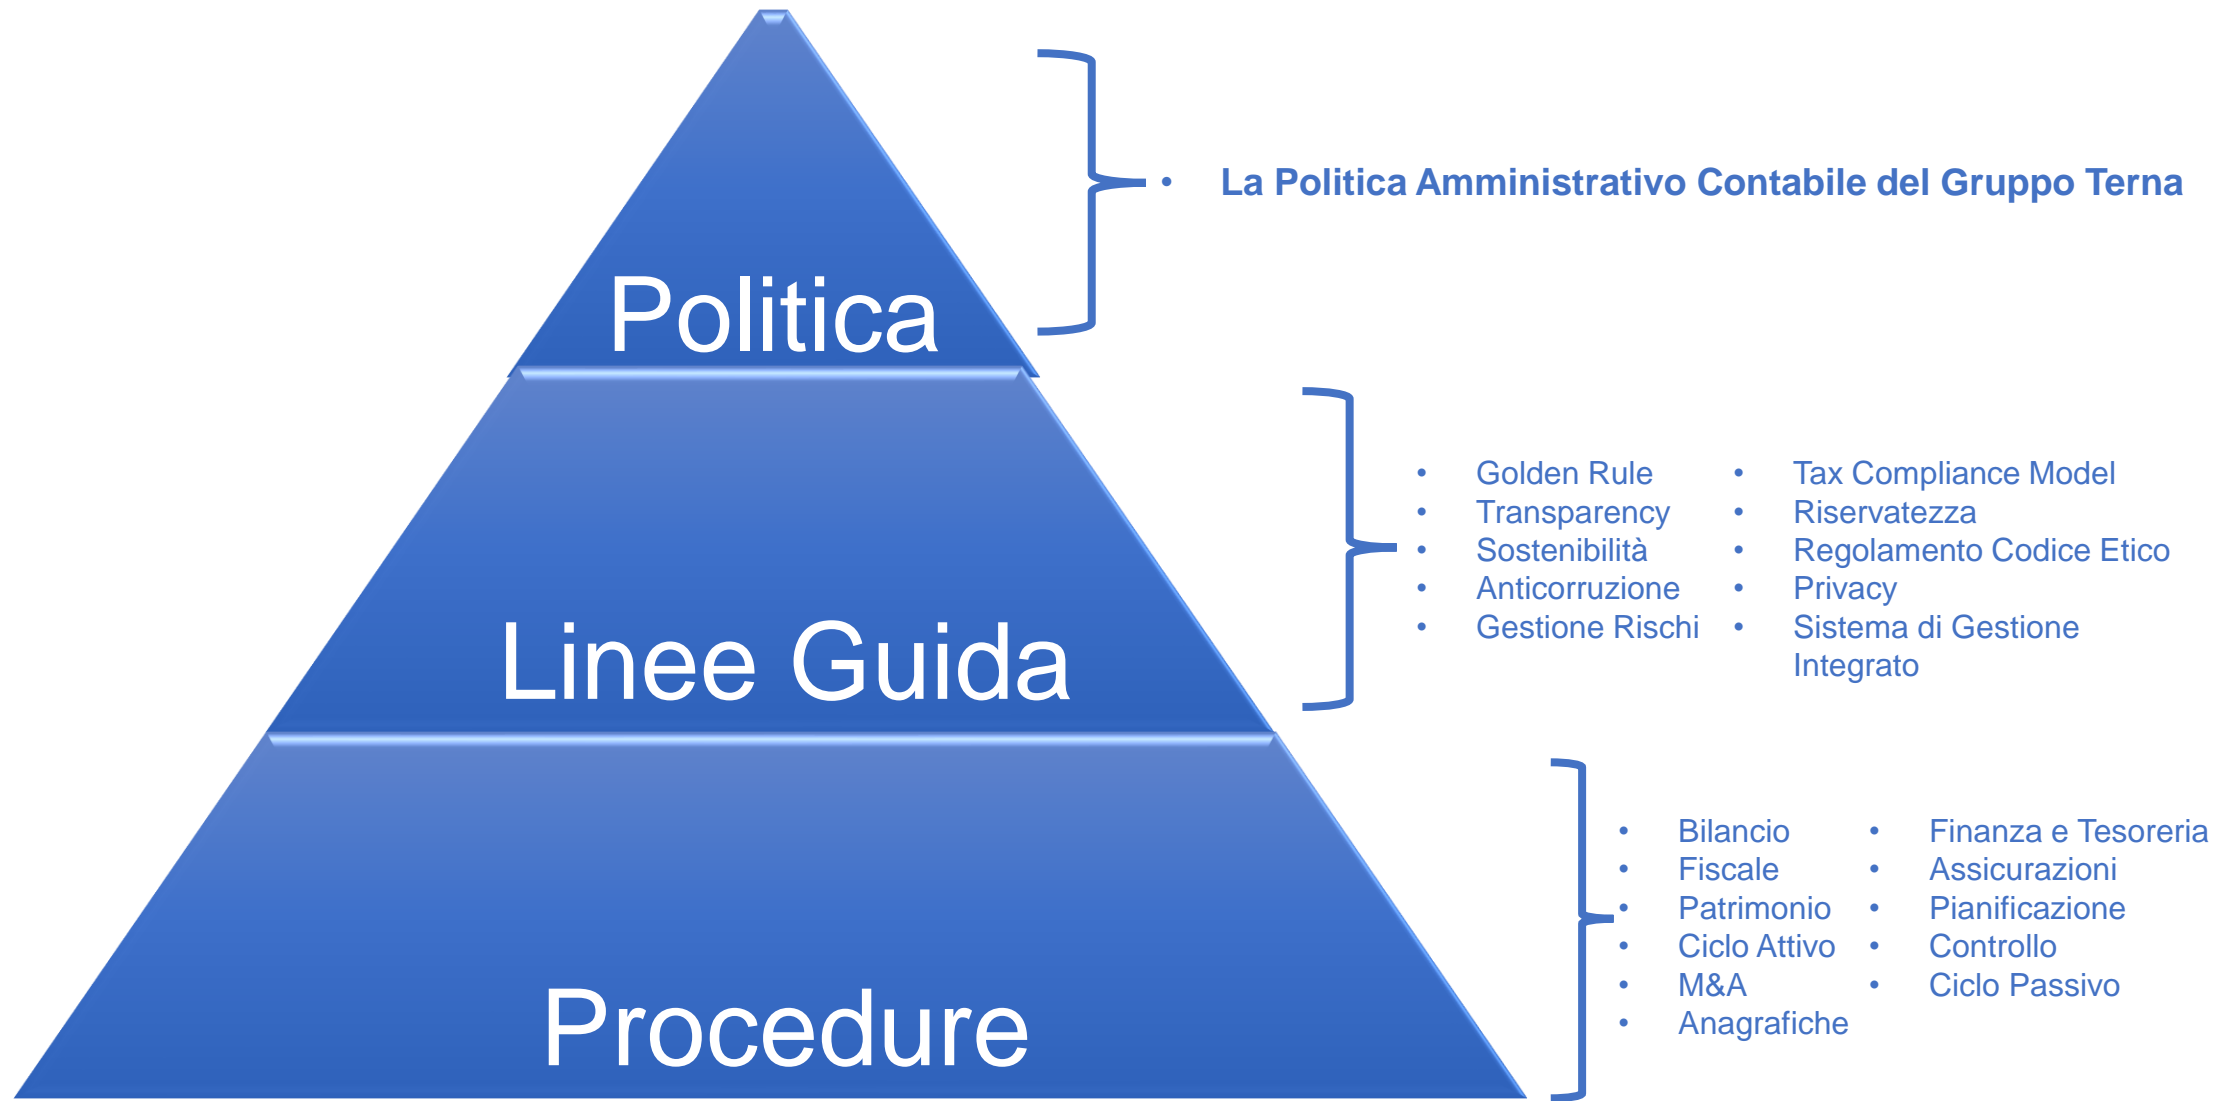 Politica
La Politica Amministrativo Contabile del Gruppo Terna
Linee Guida
• Golden Rule
• Transparency
• Sostenibilità
• Anticorruzione
• Gestione Rischi
• Tax Compliance Model
• Riservatezza
• Regolamento Codice Etico
• Privacy
• Sistema di Gestione
Integrato
Procedure
• Bilancio
• Fiscale
• Patrimonio
• Ciclo Attivo
• M&A
• Anagrafiche
• Finanza e Tesoreria
• Assicurazioni
• Pianificazione
• Controllo
• Ciclo Passivo